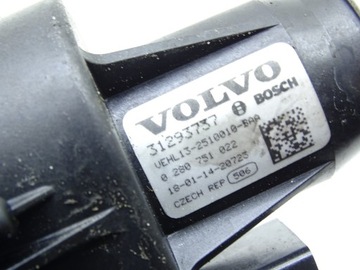 VOLVO
31293737 BOSCH
VEHL13-2510010-BAA
0 280 751 022
18-01-14-20723
CZECH REP 506